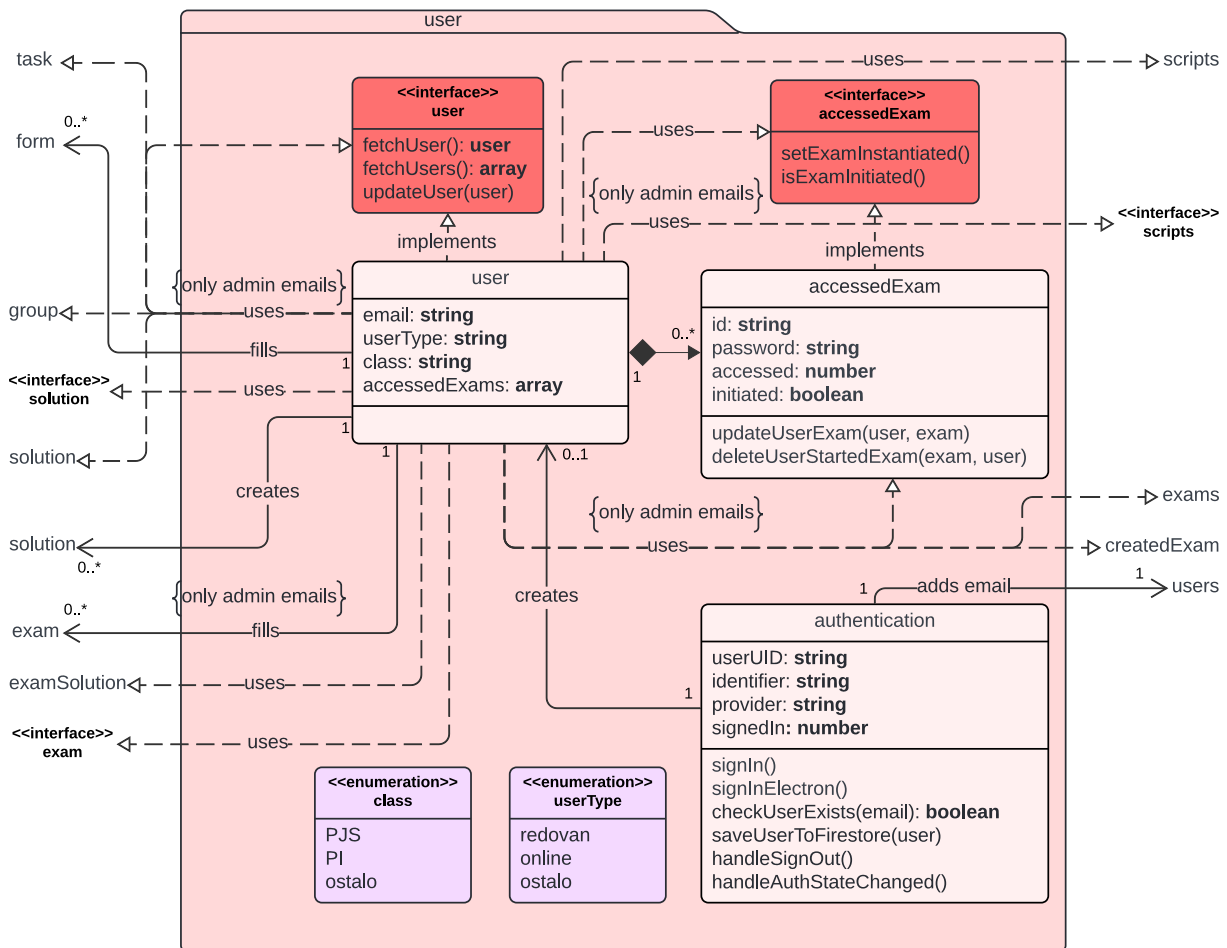 user
task
uses
scripts
<<interface>>
user
fetchUser(): user
fetchUsers(): array
updateUser(user)
<<interface>>
accessedExam
setExamInstantiated()
isExamInitiated()
0..*
form
uses
{only admin emails}
uses
<<interface>>
scripts
implements
implements
{only admin emails}
group
uses
fills
1
<<interface>>
solution
uses
1
solution
creates
solution
0..*
user
email: string
userType: string
class: string
accessedExams: array
1
0..*
accessedExam
id: string
password: string
accessed: number
initiated: boolean
updateUserExam(user, exam)
deleteUserStartedExam(exam, user)
1
0..1
{only admin emails}
uses
exams
createdExam
{only admin emails}
0..*
exam
fills
creates
1
adds email
1
users
examSolution
uses
<<interface>>
exam
uses
1
authentication
userUID: string
identifier: string
provider: string
signedIn: number
signIn()
signInElectron()
checkUserExists(email): boolean
saveUserToFirestore(user)
handleSignOut()
handleAuthStateChanged()
<<enumeration>>
class
PJS
PI
ostalo
<<enumeration>>
userType
redovan
online
ostalo